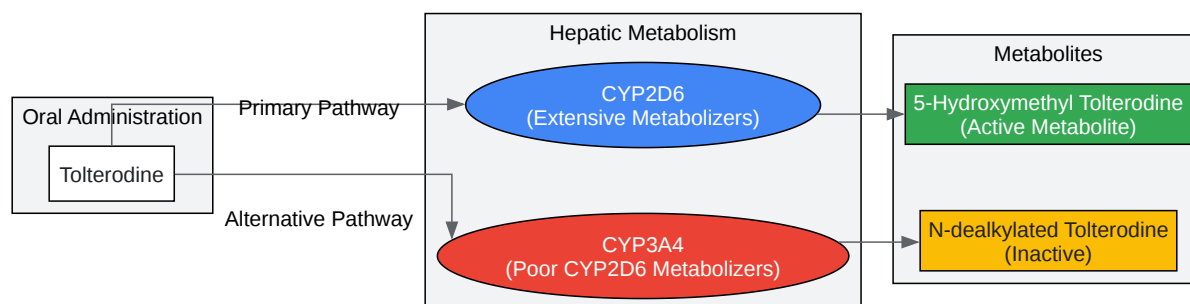 Oral Administration
Tolterodine
Primary Pathway
Alternative Pathway
Hepatic Metabolism
CYP2D6
(Extensive Metabolizers)
CYP3A4
(Poor CYP2D6 Metabolizers)
Metabolites
5-Hydroxymethyl Tolterodine
(Active Metabolite)
N-dealkylated Tolterodine
(Inactive)